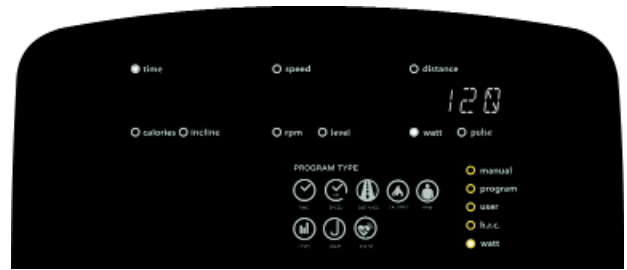 time speed distance
120
calories incline rpm level watt pulse
PROGRAM TYPE
manual
program
user
h.r.c.
watt